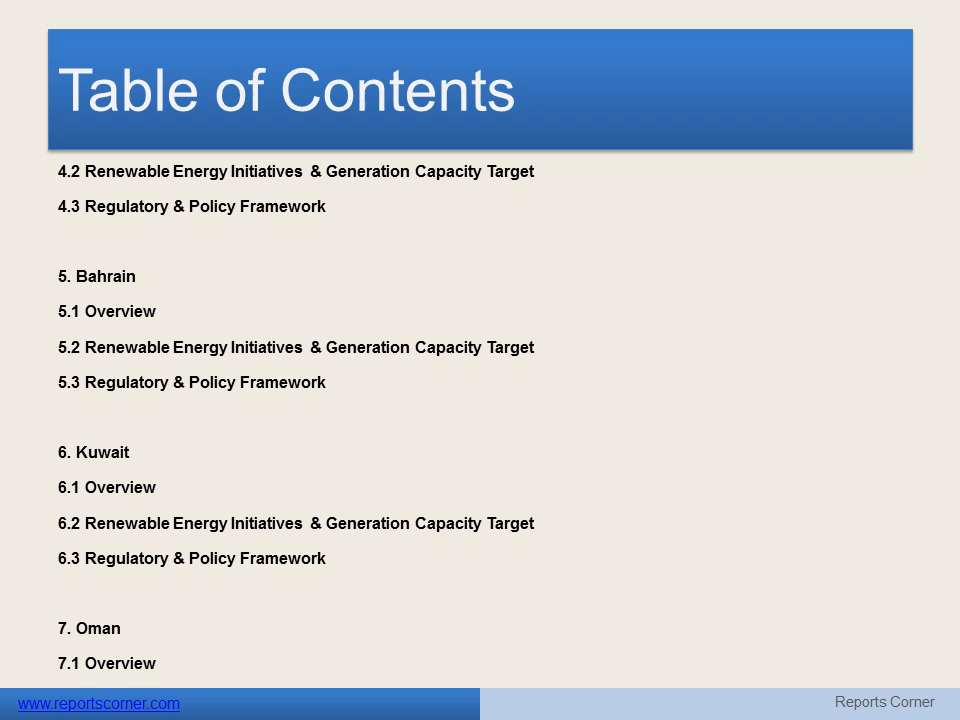 Table of Contents
4.2 Renewable Energy Initiatives & Generation Capacity Target
4.3 Regulatory & Policy Framework
5. Bahrain
5.1 Overview
5.2 Renewable Energy Initiatives & Generation Capacity Target
5.3 Regulatory & Policy Framework
6. Kuwait
6.1 Overview
6.2 Renewable Energy Initiatives & Generation Capacity Target
6.3 Regulatory & Policy Framework
7. Oman
7.1 Overview
www.reportscorner.com
Reports Corner